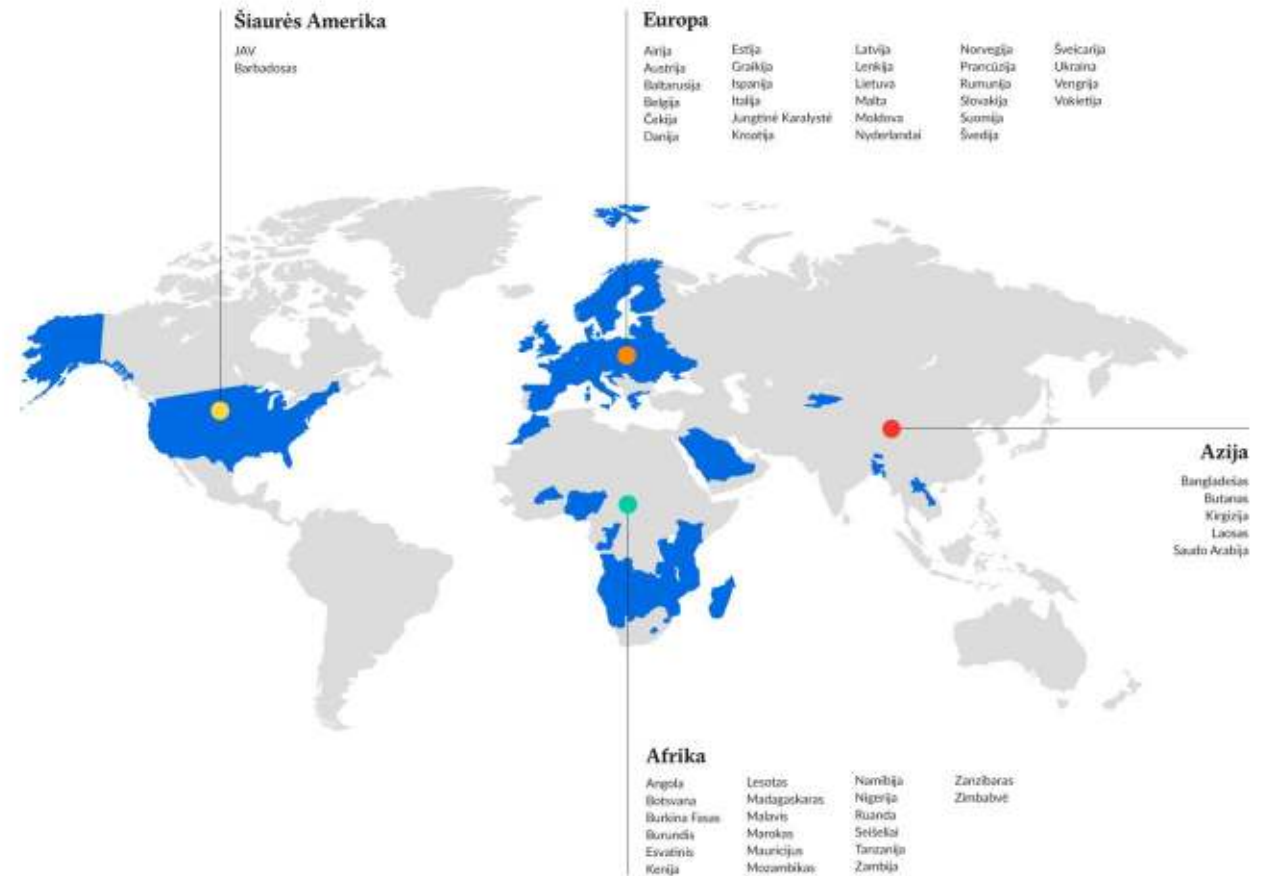 Šiaurės Amerika
JAV
Barbadosas
Europa
Airija
Austrija
Baltarusija
Belgija
Čekija
Danija
Estija
Graikija
Ispanija
Italija
Jungtinė Karalystė
Kroatija
Latvija
Lenkija
Lietuva
Malta
Moldova
Nyderlandai
Norvegija
Prancūzija
Rumunija
Slovakija
Suomija
Švedija
Šveicarija
Ukraina
Vengrija
Vokietija
Azija
Bangladešas
Butanas
Kirgizija
Laosas
Saudo Arabija
Afrika
Angola
Botsvana
Burkina Fasas
Burundis
Esvatinis
Kenija
Lesotas
Madagaskaras
Malavis
Marokas
Mauricijus
Mozambikas
Namibija
Nigerija
Ruanda
Seišeliai
Tanzanija
Zambija
Zanzibaras
Zimbabvė